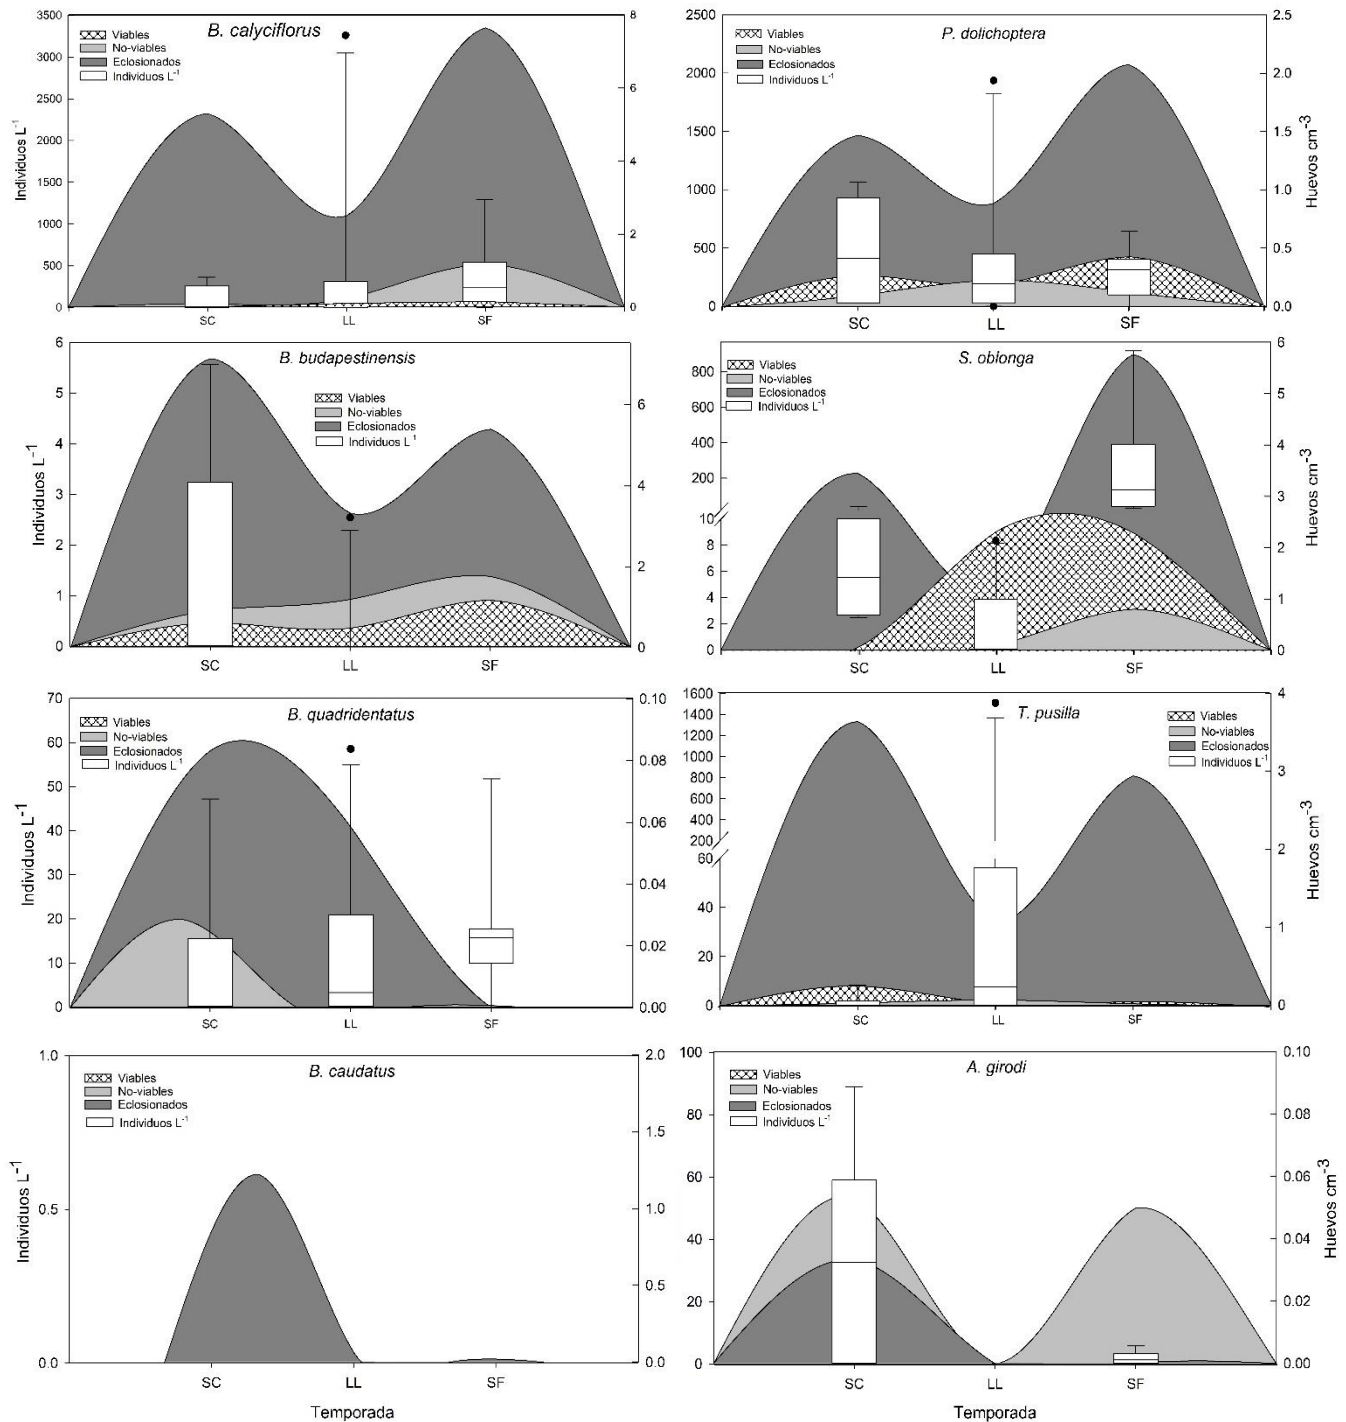 B. calyciflorus
Viables
No-viables
Eclosionados
Individuos L⁻¹
Individuos L⁻¹
3500
3000
2500
2000
1500
1000
500
0
8
6
4
2
0
SC LL SF
P. dolichoptera
Viables
No-viables
Eclosionados
Individuos L⁻¹
2500
2000
1500
1000
500
0
2.5
2.0
1.5
1.0
0.5
0.0
Huevos cm⁻³
SC LL SF
B. budapestinensis
Viables
No-viables
Eclosionados
Individuos L⁻¹
Individuos L⁻¹
6
5
4
3
2
1
0
6
4
2
0
SC LL SF
S. oblonga
Viables
No-viables
Eclosionados
Individuos L⁻¹
800
600
400
200
10
8
6
4
2
0
6
5
4
3
2
1
0
Huevos cm⁻³
SC LL SF
B. quadridentatus
Viables
No-viables
Eclosionados
Individuos L⁻¹
Individuos L⁻¹
70
60
50
40
30
20
10
0
0.10
0.08
0.06
0.04
0.02
0.00
SC LL SF
T. pusilla
Viables
No-viables
Eclosionados
Individuos L⁻¹
1600
1400
1200
1000
800
600
400
200
60
40
20
0
4
3
2
1
0
Huevos cm⁻³
SC LL SF
B. caudatus
Viables
No-viables
Eclosionados
Individuos L⁻¹
Individuos L⁻¹
1.0
0.5
0.0
2.0
1.5
1.0
0.5
0.0
SC LL SF
Temporada
A. girodi
Viables
No-viables
Eclosionados
Individuos L⁻¹
100
80
60
40
20
0
0.10
0.08
0.06
0.04
0.02
0.00
Huevos cm⁻³
SC LL SF
Temporada